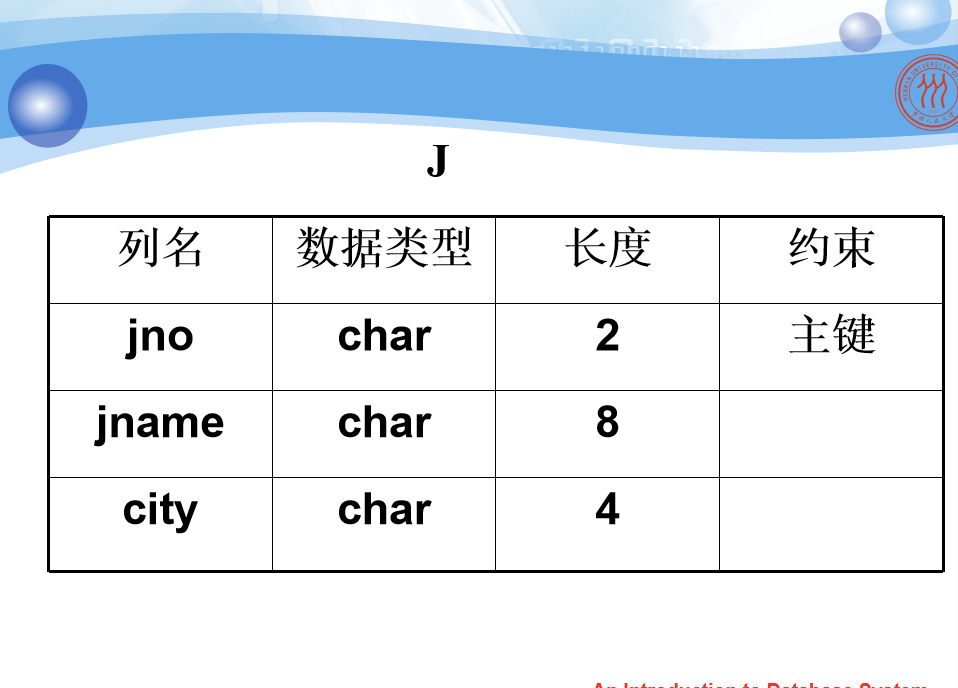 J
列名 数据类型 长度 约束
jno char 2 主键
jname char 8
city char 4
An Introduction to Database System